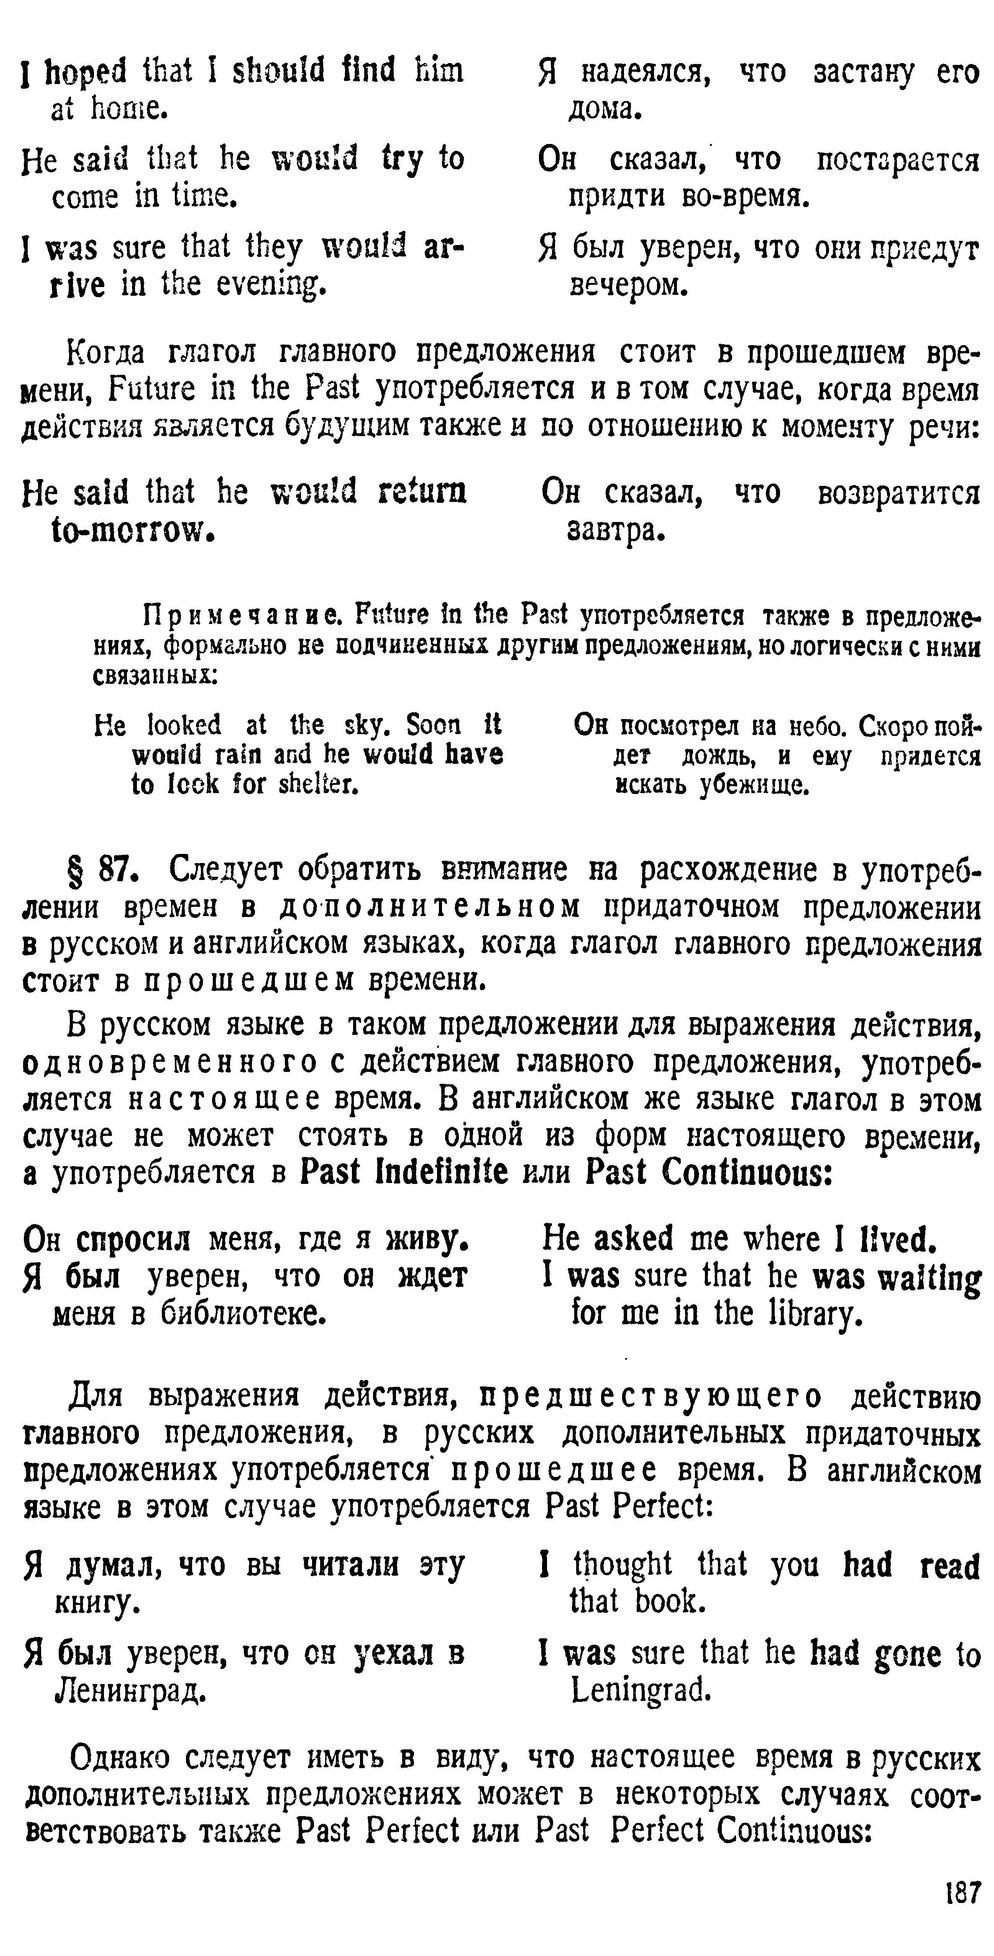 I hoped that I should find him
at home.
Я надеялся, что застану его
дома.
He said that he would try to
come in time.
Он сказал, что постарается
придти во-время.
I was sure that they would ar-
rive in the evening.
Я был уверен, что они приедут
вечером.
Когда глагол главного предложения стоит в прошедшем вре-
мени, Future in the Past употребляется и в том случае, когда время
действия является будущим также и по отношению к моменту речи:
He said that he would return
to-morrow.
Он сказал, что возвратится
завтра.
Примечание. Future in the Past употребляется также в предложе-
ниях, формально не подчиненных другим предложениям, но логически с ними
связанных:
He looked at the sky. Soon it
would rain and he would have
to look for shelter.
Он посмотрел на небо. Скоро пой-
дет дождь, и ему придется
искать убежище.
§ 87. Следует обратить внимание на расхождение в употреб-
лении времен в дополнительном придаточном предложении
в русском и английском языках, когда глагол главного предложения
стоит в прошедшем времени.
В русском языке в таком предложении для выражения действия,
одновременного с действием главного предложения, употреб-
ляется настоящее время. В английском же языке глагол в этом
случае не может стоять в одной из форм настоящего времени,
а употребляется в Past Indefinite или Past Continuous:
Он спросил меня, где я живу.
He asked me where I lived.
Я был уверен, что он ждет
меня в библиотеке.
I was sure that he was waiting
for me in the library.
Для выражения действия, предшествующего действию
главного предложения, в русских дополнительных придаточных
предложениях употребляется прошедшее время. В английском
языке в этом случае употребляется Past Perfect:
Я думал, что вы читали эту
книгу.
I thought that you had read
that book.
Я был уверен, что он уехал в
Ленинград.
I was sure that he had gone to
Leningrad.
Однако следует иметь в виду, что настоящее время в русских
дополнительных предложениях может в некоторых случаях соот-
ветствовать также Past Perfect или Past Perfect Continuous:
187